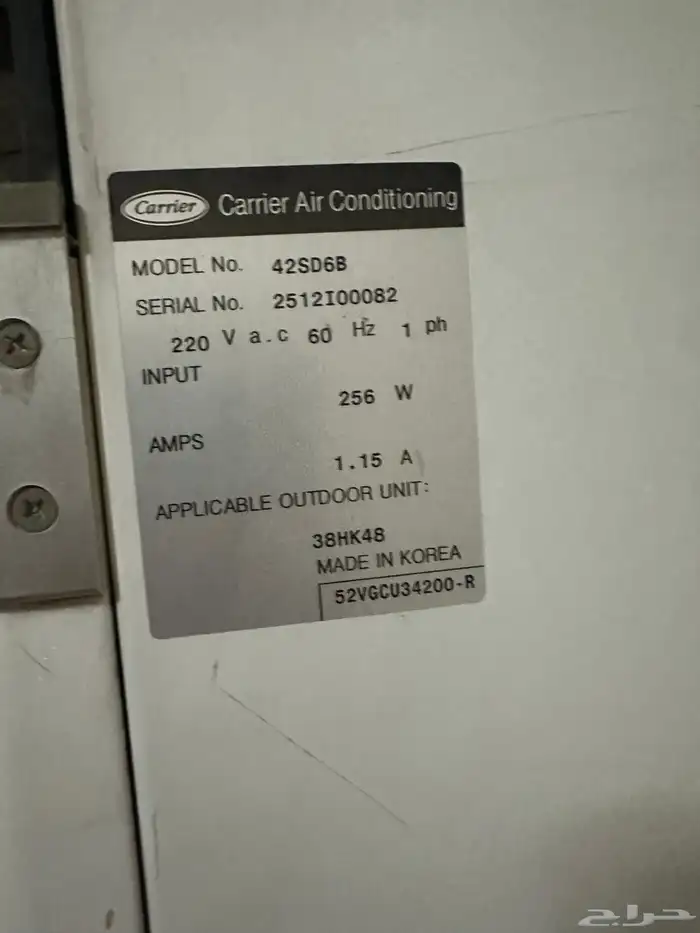 Carrier Carrier Air Conditioning
MODEL No. 42SD6B
SERIAL No. 2512I00082
220 V a.c 60 Hz 1 ph
INPUT
256 W
AMPS
1.15 A
APPLICABLE OUTDOOR UNIT:
38HK48
MADE IN KOREA
52VGCU34200-R
حراج